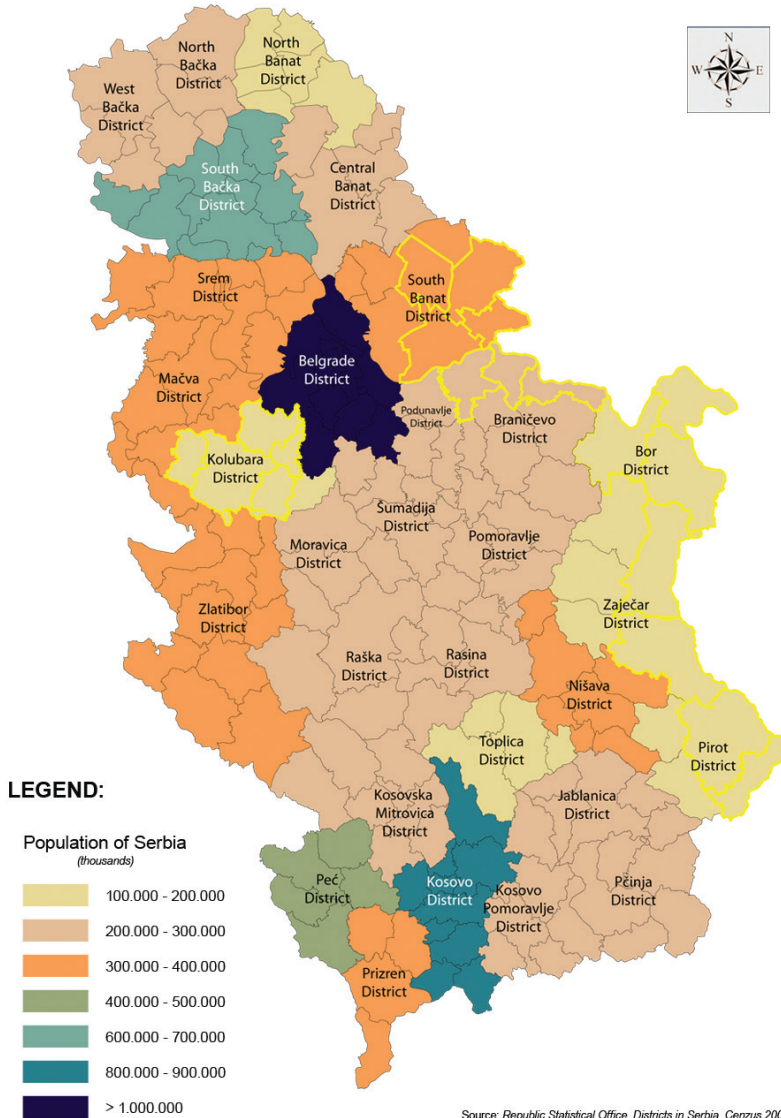 North
Bačka
District
North
Banat
District
N
W
E
S
West
Bačka
District
South
Bačka
District
Central
Banat
District
Srem
District
South
Banat
District
Belgrade
District
Mačva
District
Podunavlje
District
Braničevo
District
Kolubara
District
Bor
District
Šumadija
District
Moravica
District
Pomoravlje
District
Zlatibor
District
Zaječar
District
Raška
District
Rasina
District
Nišava
District
Toplica
District
Pirot
District
Kosovska
Mitrovica
District
Jablanica
District
Peć
District
Kosovo
District
Kosovo
Pomoravlje
District
Pčinja
District
Prizren
District
LEGEND:
Population of Serbia
(thousands)
100.000 - 200.000
200.000 - 300.000
300.000 - 400.000
400.000 - 500.000
600.000 - 700.000
800.000 - 900.000
> 1.000.000
Source: Republic Statistical Office, Districts in Serbia, Cenzus